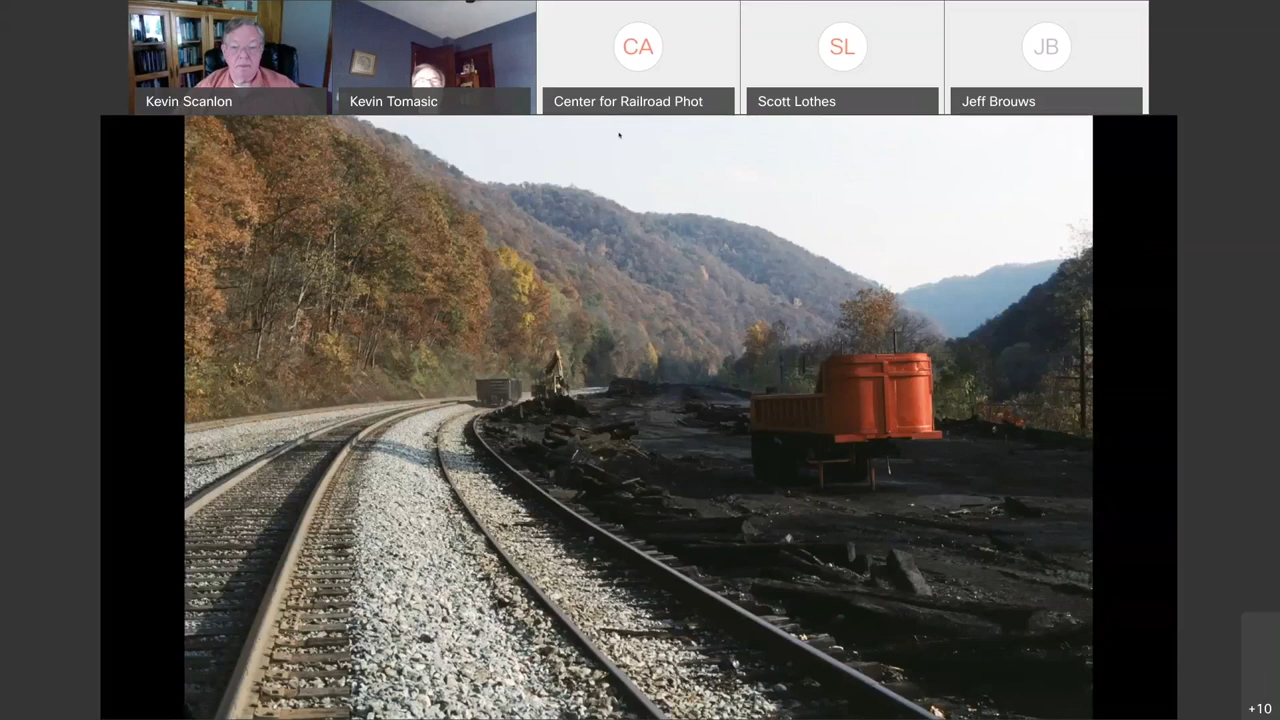 CA
SL
JB
Kevin Scanlon
Kevin Tomasic
Center for Railroad Phot
Scott Lothes
Jeff Brouws
+10